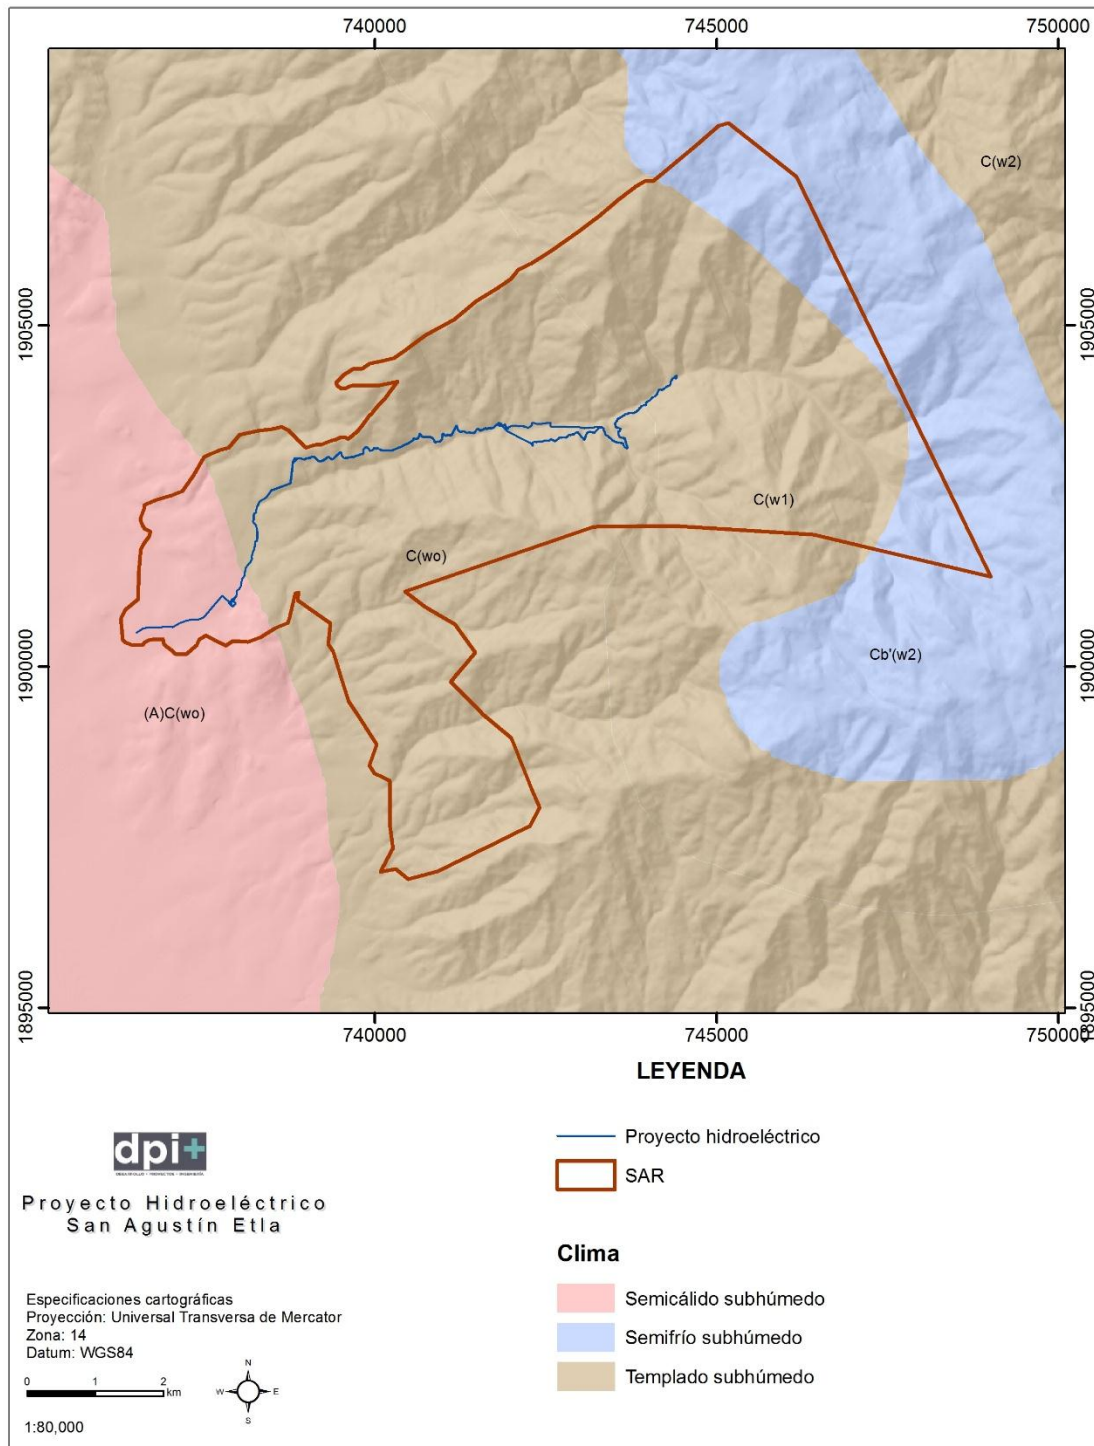 740000
745000
750000
C(w2)
1905000
1905000
C(w1)
C(wo)
1900000
1900000
Cb'(w2)
(A)C(wo)
1895000
1895000
740000
745000
750000
LEYENDA
Proyecto hidroeléctrico
SAR
dpi+
Proyecto Hidroeléctrico
San Agustín Etla
Clima
Semicálido subhúmedo
Semifrío subhúmedo
Templado subhúmedo
Especificaciones cartográficas
Proyección: Universal Transversa de Mercator
Zona: 14
Datum: WGS84
0 1 2
km
N
W E
S
1:80,000